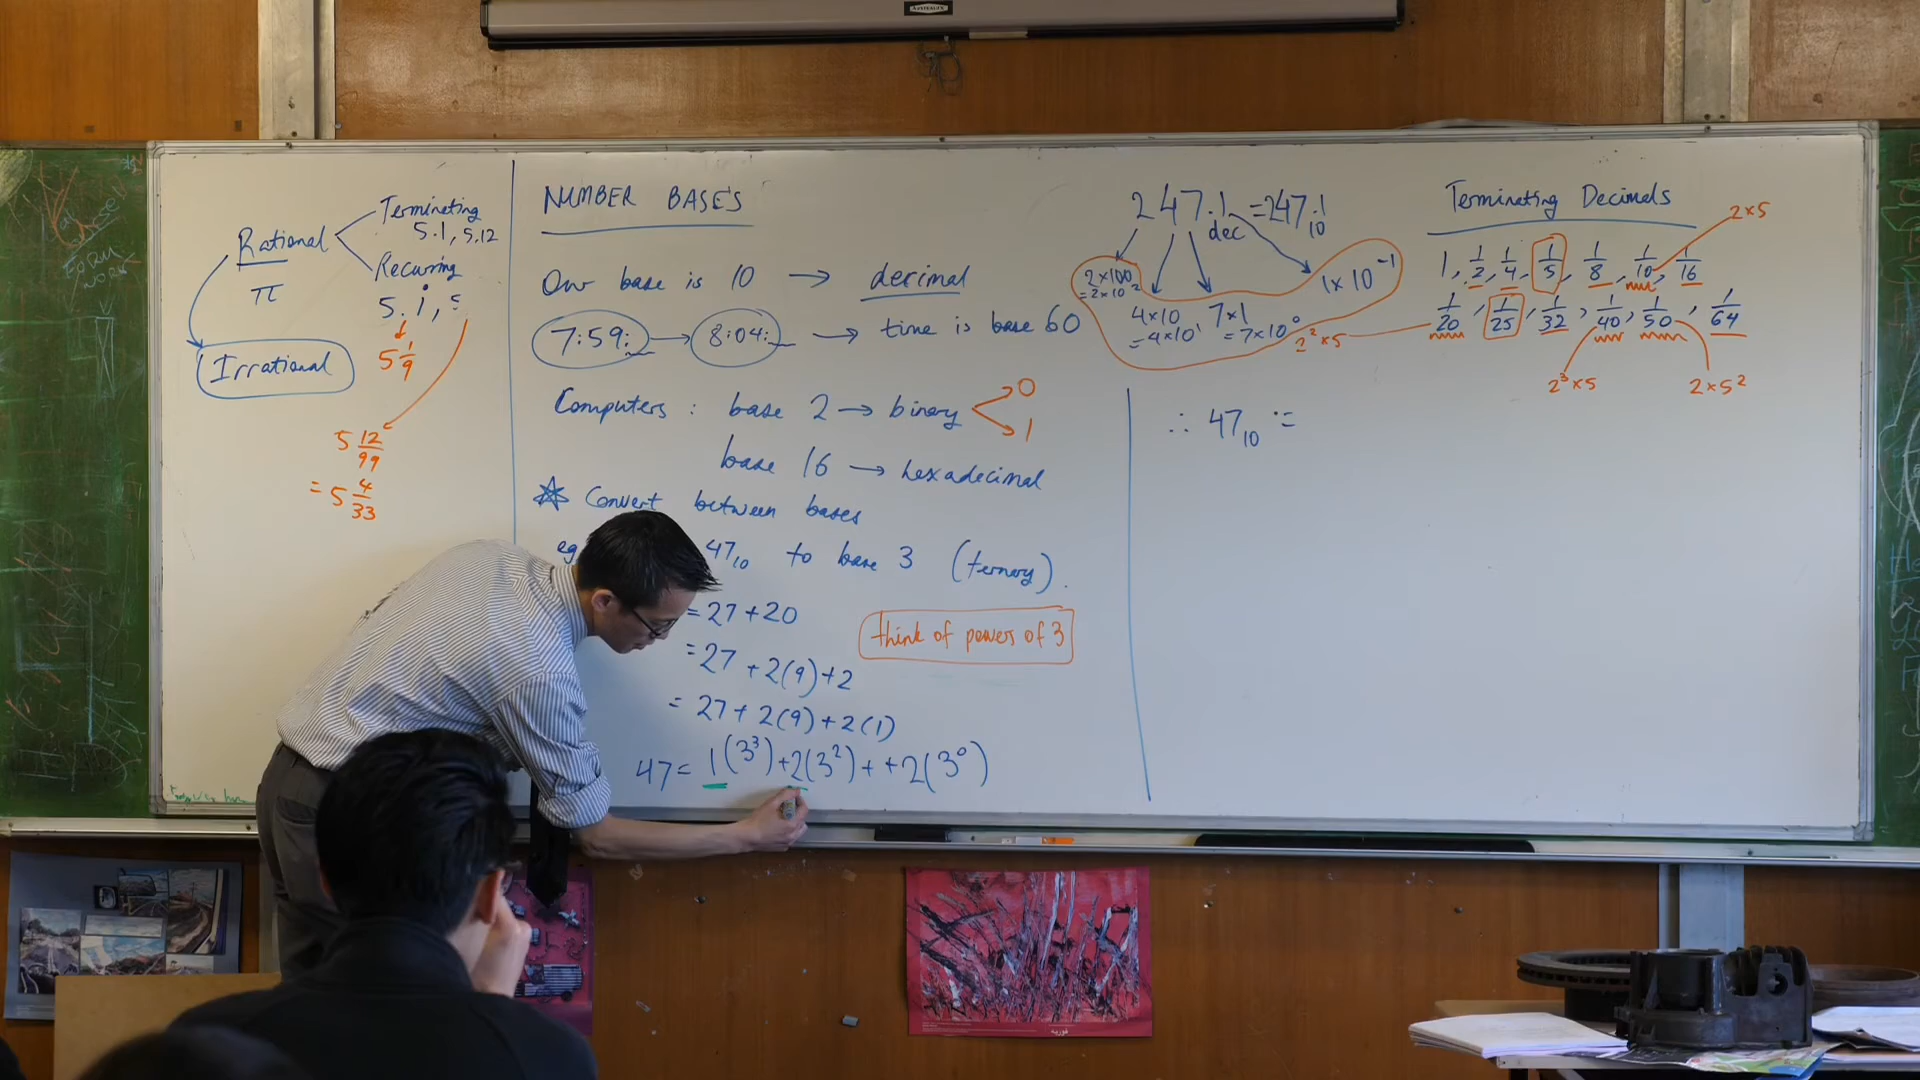 Rational
Terminating
5.1, 5.12
Recurring
π
5.1,
5 1/9
Irrational
5 12/99
= 5 4/33
NUMBER BASES
Our base is 10 → decimal
7:59: → 8:04: → time is base 60
Computers : base 2 → binary
0
1
base 16 → hexadecimal
Convert between bases
eg 47₁₀ to base 3 (ternary).
= 27 + 20
think of powers of 3
= 27 + 2(9) + 2
= 27 + 2(9) + 2(1)
47 = 1(3³) + 2(3²) + + 2(3⁰)
247.1 = 247.1₁₀
dec
2×100
= 2×10²
4×10
= 4×10¹
7×1
= 7×10⁰
1×10⁻¹
∴ 47₁₀ =
Terminating Decimals
2×5
1, 1/2, 1/4, 1/5, 1/8, 1/10, 1/16
1/20, 1/25, 1/32, 1/40, 1/50, 1/64
2²×5
2³×5
2×5²